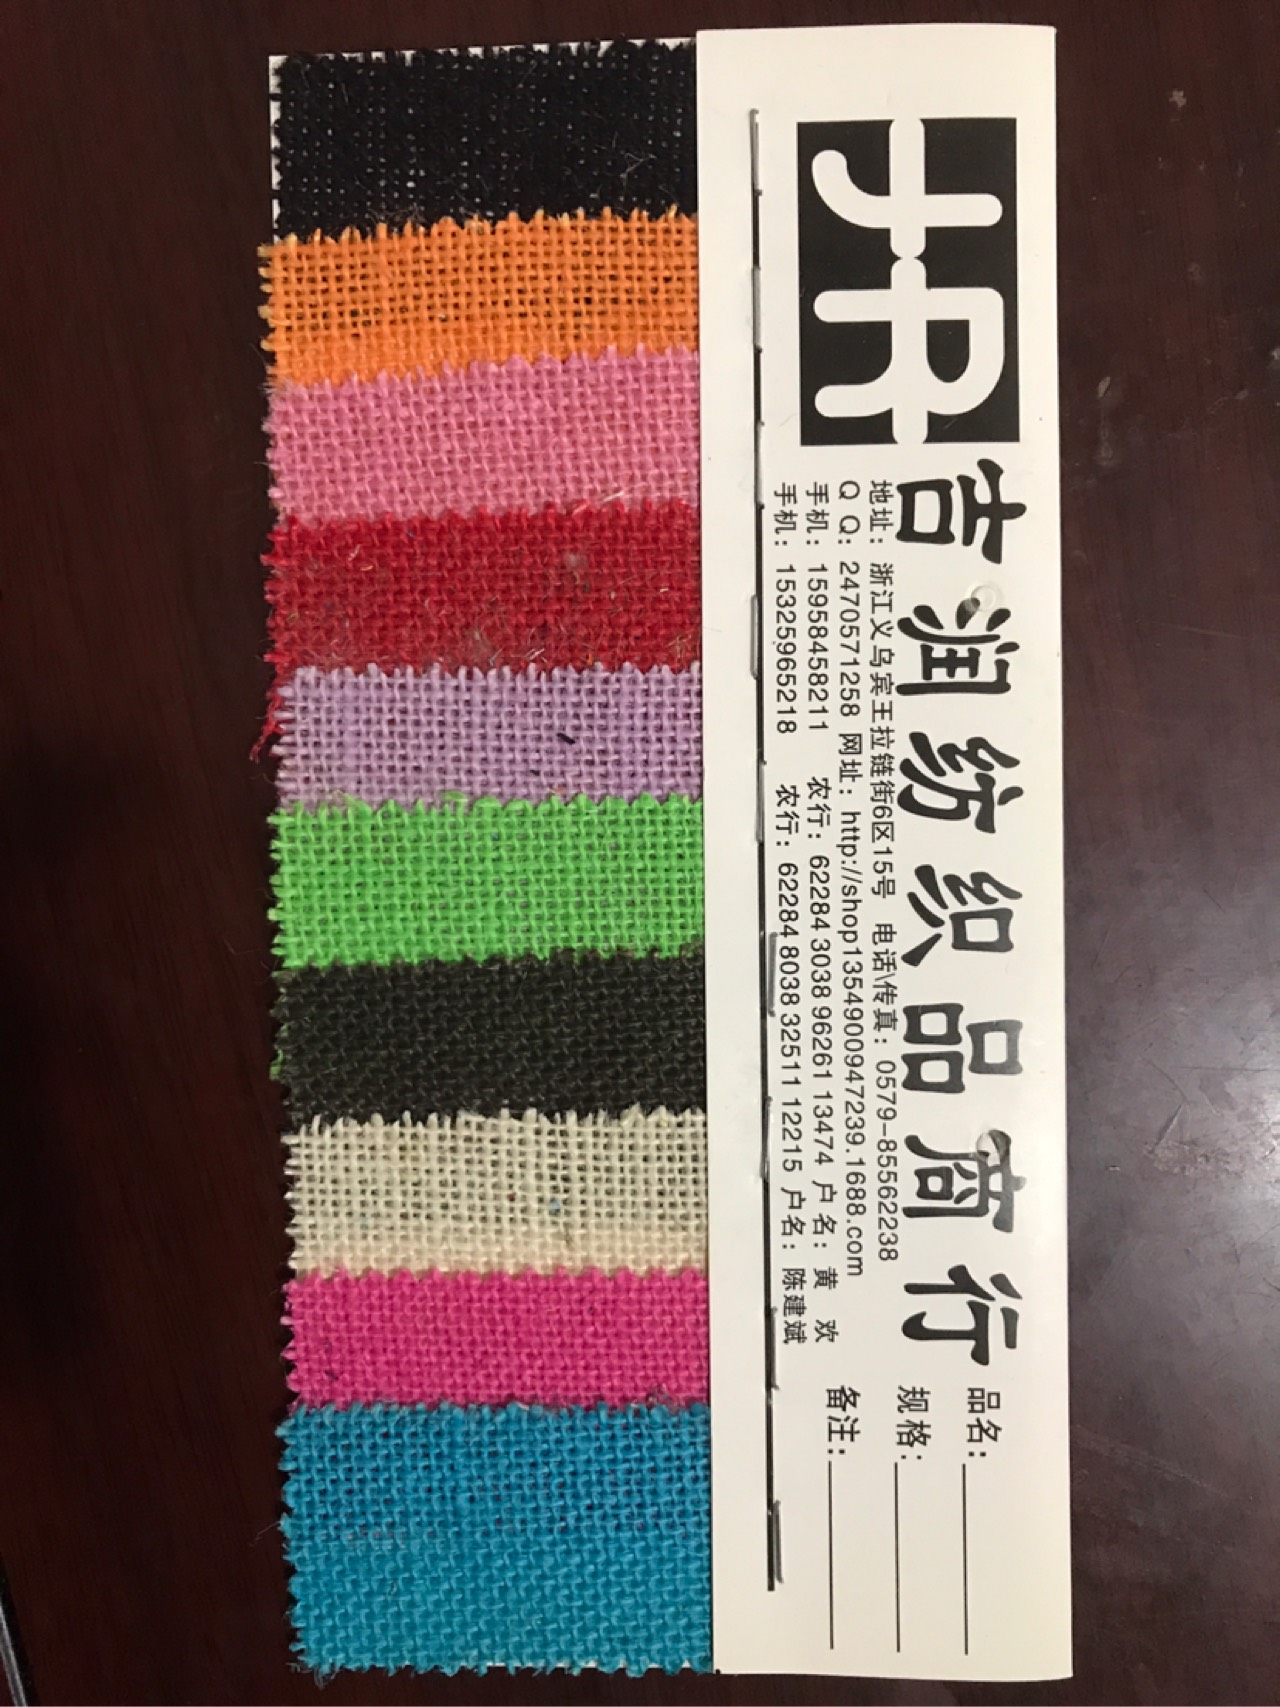 JR
吉润纺织品商行
地址：浙江义乌宾王拉链街6区15号 电话\传真：0579-85562238
Q Q：2470571258 网址：http://shop1354900947239.1688.com
手机：15958458211 农行：62284 3038 96261 13474 户 名：黄 欢
手机：15325965218 农行：62284 8038 32511 12215 户名：陈建斌
品名：
规格：
备注：